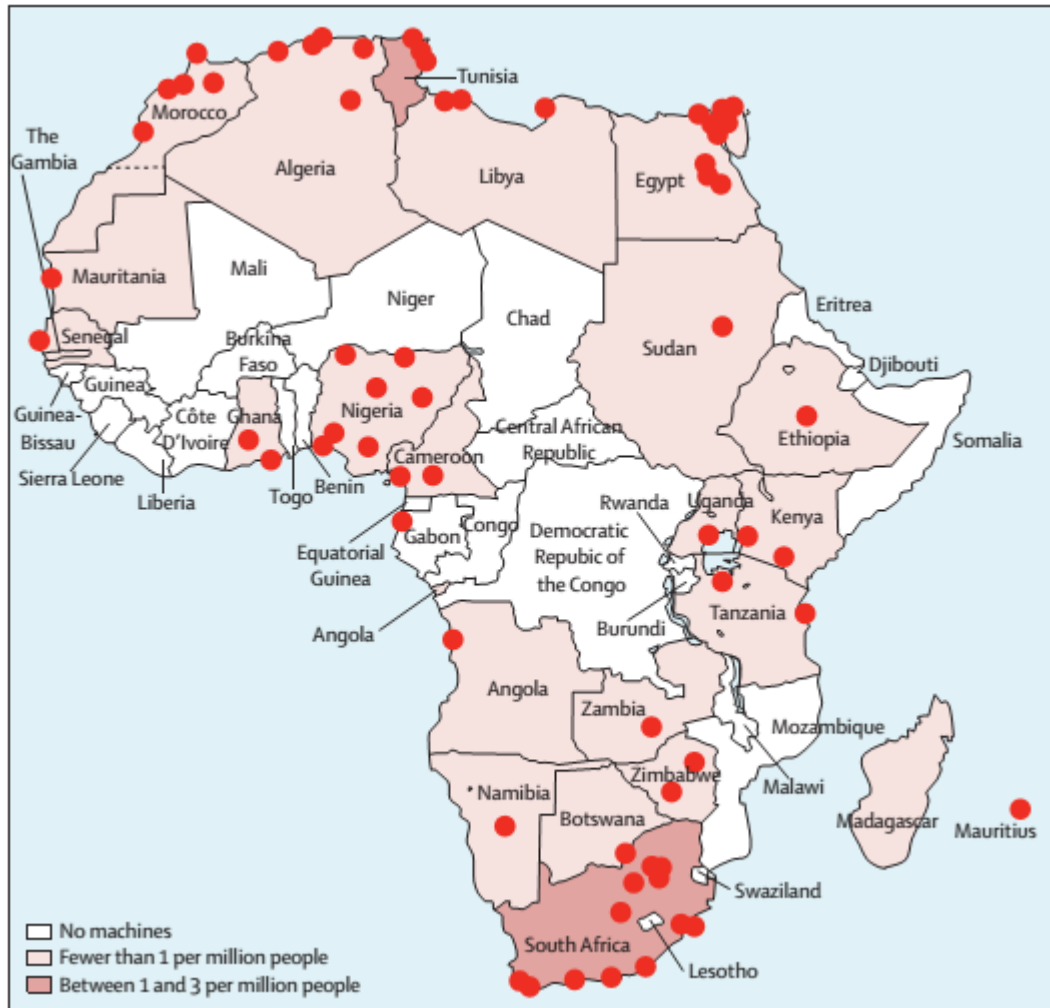 Tunisia
Morocco
The
Gambia
Algeria
Libya
Egypt
Mauritania
Mali
Niger
Chad
Eritrea
Senegal
Burkina
Faso
Sudan
Djibouti
Guinea
Guinea-
Bissau
Côte
D'Ivoire
Ghana
Nigeria
Central African
Republic
Ethiopia
Somalia
Sierra Leone
Liberia
Togo
Benin
Cameroon
Rwanda
Uganda
Kenya
Equatorial
Guinea
Gabon
Congo
Democratic
Repubic of
the Congo
Tanzania
Angola
Burundi
Angola
Zambia
Mozambique
Malawi
Zimbabwe
Namibia
Botswana
Madagascar
Mauritius
Swaziland
South Africa
Lesotho
No machines
Fewer than 1 per million people
Between 1 and 3 per million people